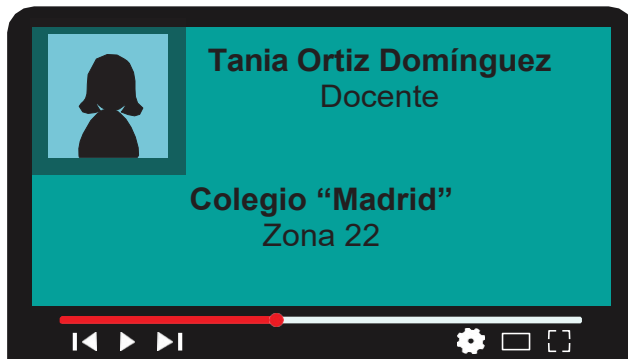 Tania Ortiz Domínguez
Docente
Colegio “Madrid”
Zona 22